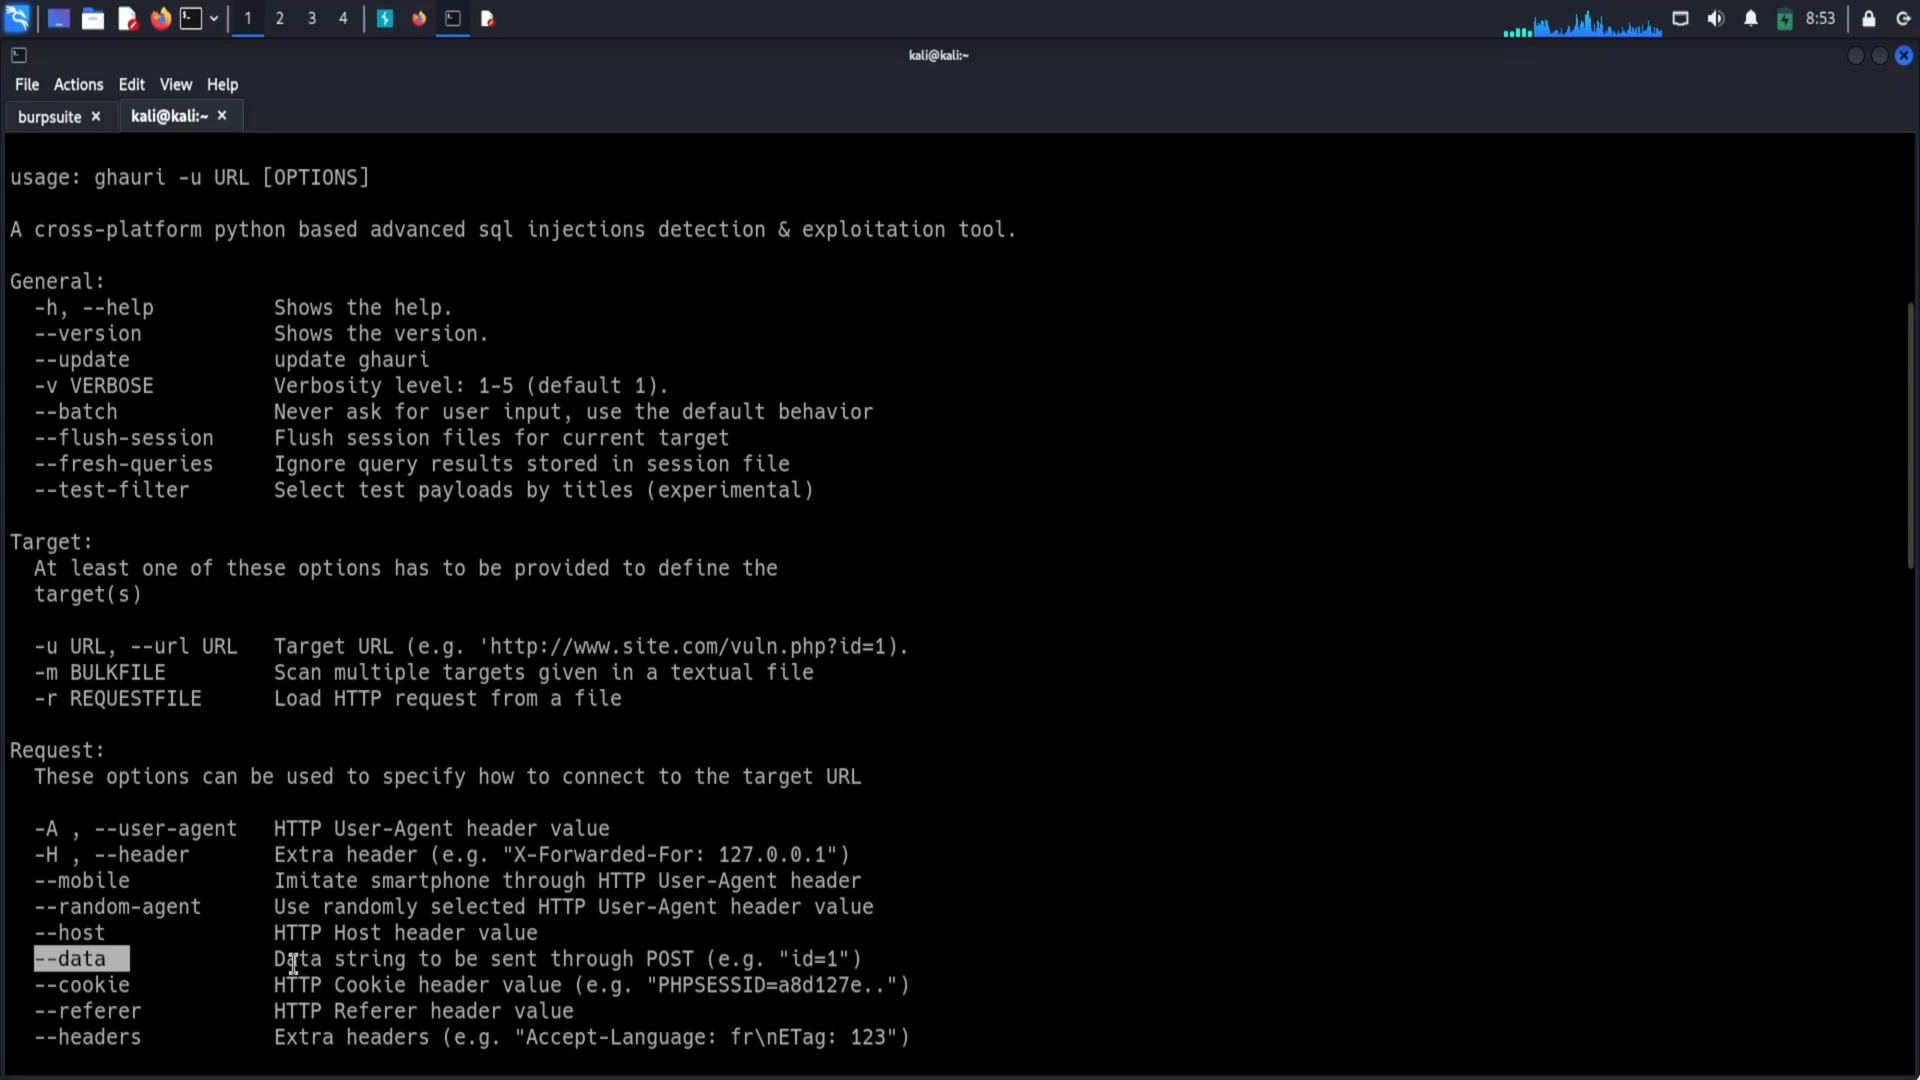 1 2 3 4 8:53
kali@kali:~
File Actions Edit View Help
burpsuite × kali@kali:~ ×
usage: ghauri -u URL [OPTIONS]
A cross-platform python based advanced sql injections detection & exploitation tool.
General:
-h, --help Shows the help.
--version Shows the version.
--update update ghauri
-v VERBOSE Verbosity level: 1-5 (default 1).
--batch Never ask for user input, use the default behavior
--flush-session Flush session files for current target
--fresh-queries Ignore query results stored in session file
--test-filter Select test payloads by titles (experimental)
Target:
At least one of these options has to be provided to define the
target(s)
-u URL, --url URL Target URL (e.g. 'http://www.site.com/vuln.php?id=1).
-m BULKFILE Scan multiple targets given in a textual file
-r REQUESTFILE Load HTTP request from a file
Request:
These options can be used to specify how to connect to the target URL
-A , --user-agent HTTP User-Agent header value
-H , --header Extra header (e.g. "X-Forwarded-For: 127.0.0.1")
--mobile Imitate smartphone through HTTP User-Agent header
--random-agent Use randomly selected HTTP User-Agent header value
--host HTTP Host header value
--data Data string to be sent through POST (e.g. "id=1")
--cookie HTTP Cookie header value (e.g. "PHPSESSID=a8d127e..")
--referer HTTP Referer header value
--headers Extra headers (e.g. "Accept-Language: fr\nETag: 123")